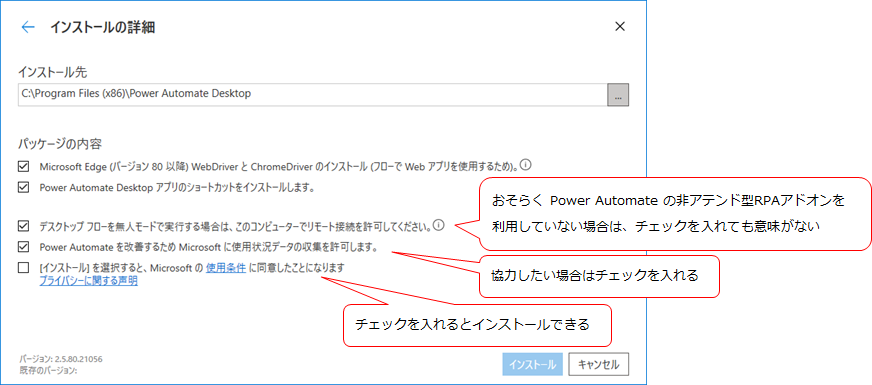 インストールの詳細
インストール先
C:\Program Files (x86)\Power Automate Desktop
...
パッケージの内容
Microsoft Edge (バージョン 80 以降) WebDriver と ChromeDriver のインストール (フローで Web アプリを使用するため)。
Power Automate Desktop アプリのショートカットをインストールします。
デスクトップ フローを無人モードで実行する場合は、このコンピューターでリモート接続を許可してください。
Power Automate を改善するため Microsoft に使用状況データの収集を許可します。
[インストール] を選択すると、Microsoft の 使用条件 に同意したことになります
プライバシーに関する声明
おそらく Power Automate の非アテンド型RPAアドオンを
利用していない場合は、チェックを入れても意味がない
協力したい場合はチェックを入れる
チェックを入れるとインストールできる
バージョン: 2.5.80.21056
既存のバージョン:
インストール
キャンセル